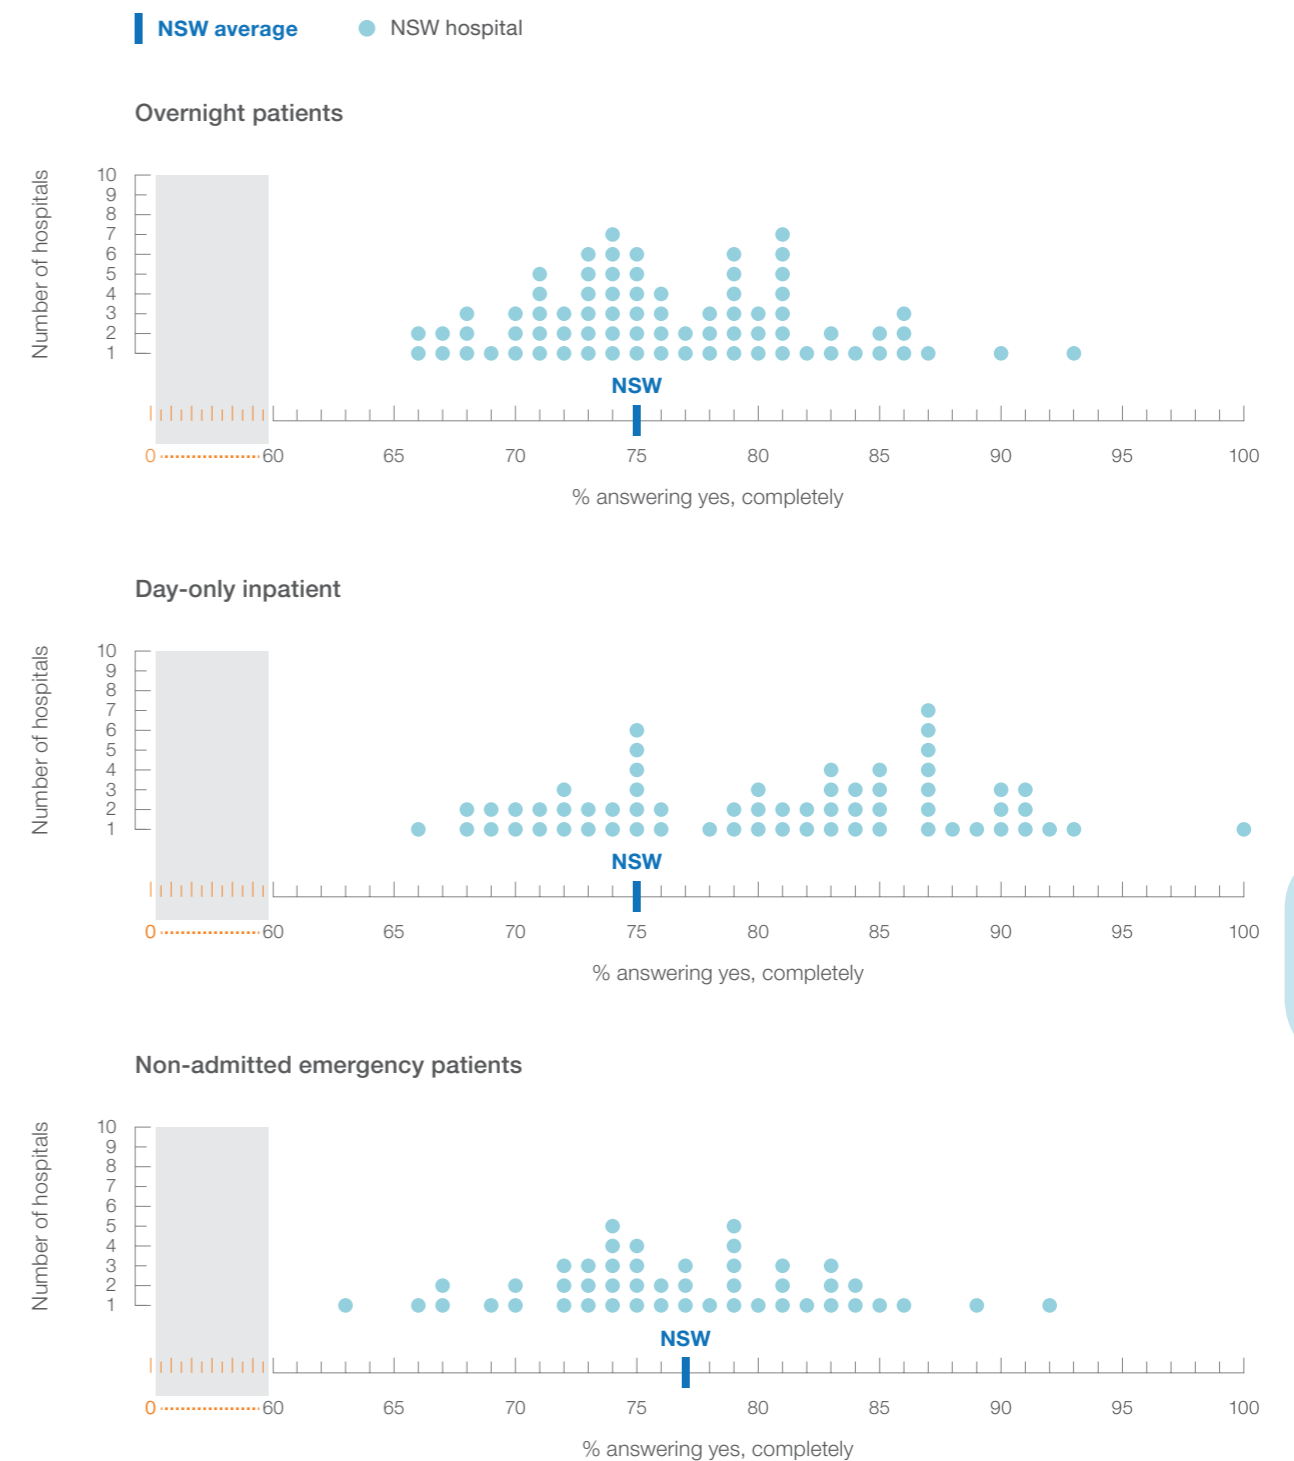 NSW average NSW hospital
Overnight patients
Number of hospitals
10
9
8
7
6
5
4
3
2
1
NSW
0 60 65 70 75 80 85 90 95 100
% answering yes, completely
Day-only inpatient
Number of hospitals
10
9
8
7
6
5
4
3
2
1
NSW
0 60 65 70 75 80 85 90 95 100
% answering yes, completely
Non-admitted emergency patients
Number of hospitals
10
9
8
7
6
5
4
3
2
1
NSW
0 60 65 70 75 80 85 90 95 100
% answering yes, completely